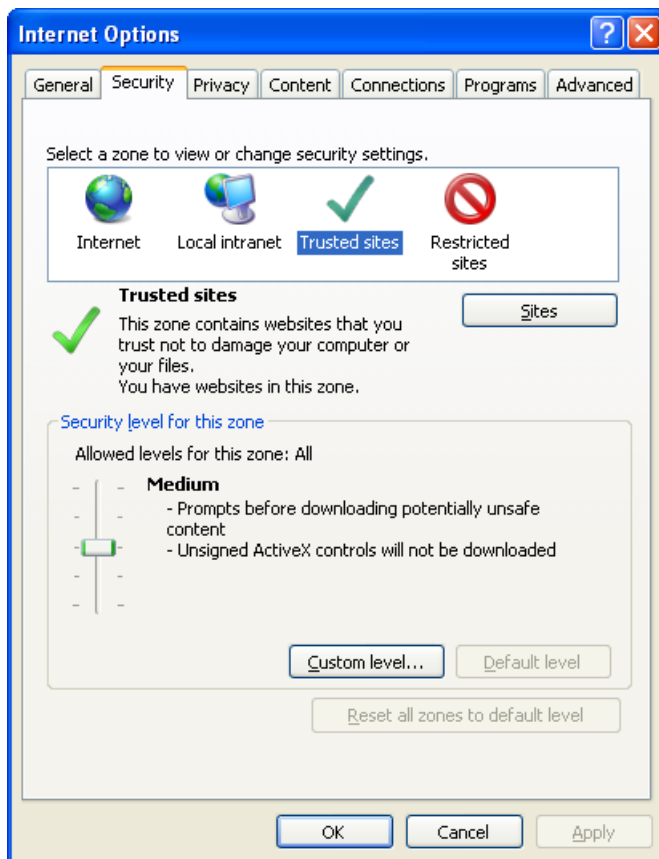 Internet Options
General Security Privacy Content Connections Programs Advanced
Select a zone to view or change security settings.
Internet Local intranet Trusted sites Restricted
sites
Trusted sites
Sites
This zone contains websites that you
trust not to damage your computer or
your files.
You have websites in this zone.
Security level for this zone
Allowed levels for this zone: All
Medium
- Prompts before downloading potentially unsafe
content
- Unsigned ActiveX controls will not be downloaded
Custom level... Default level
Reset all zones to default level
OK Cancel Apply